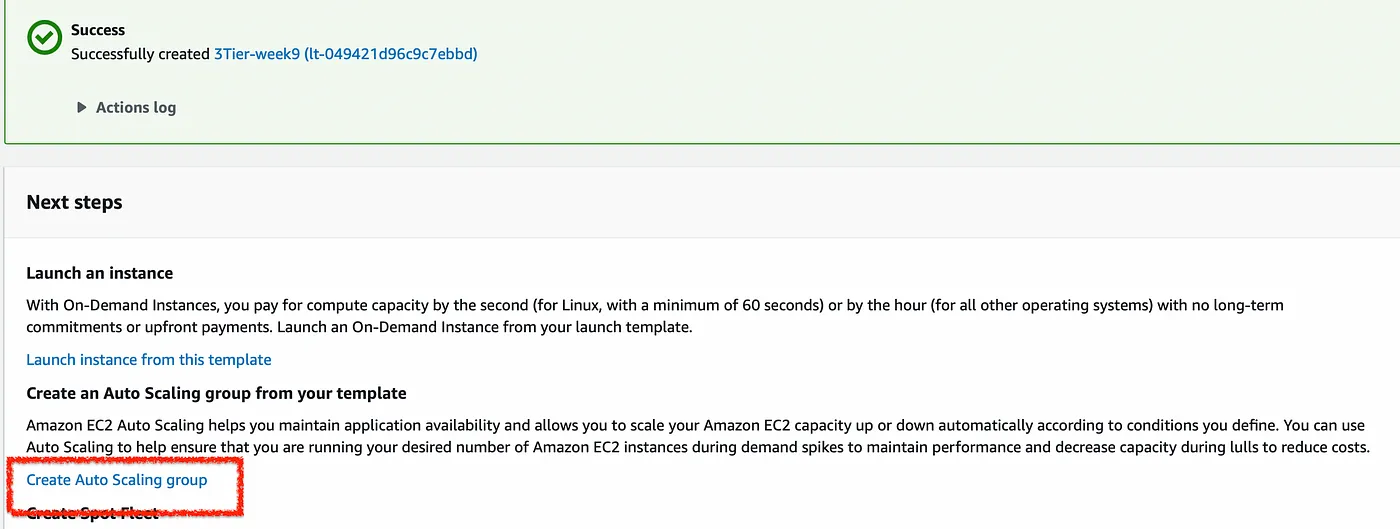 Success
Successfully created 3Tier-week9 (lt-049421d96c9c7ebbd)
Actions log
Next steps
Launch an instance
With On-Demand Instances, you pay for compute capacity by the second (for Linux, with a minimum of 60 seconds) or by the hour (for all other operating systems) with no long-term
commitments or upfront payments. Launch an On-Demand Instance from your launch template.
Launch instance from this template
Create an Auto Scaling group from your template
Amazon EC2 Auto Scaling helps you maintain application availability and allows you to scale your Amazon EC2 capacity up or down automatically according to conditions you define. You can use
Auto Scaling to help ensure that you are running your desired number of Amazon EC2 instances during demand spikes to maintain performance and decrease capacity during lulls to reduce costs.
Create Auto Scaling group
Create Spot Fleet